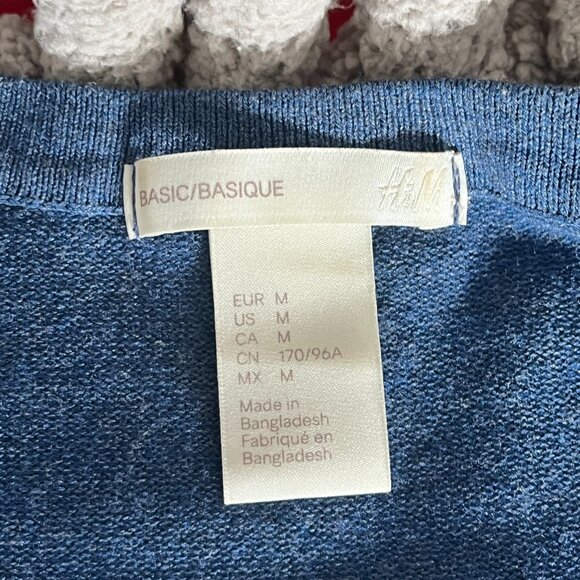 BASIC/BASIQUE H&M
EUR M
US M
CA M
CN 170/96A
MX M
Made in
Bangladesh
Fabriqué en
Bangladesh